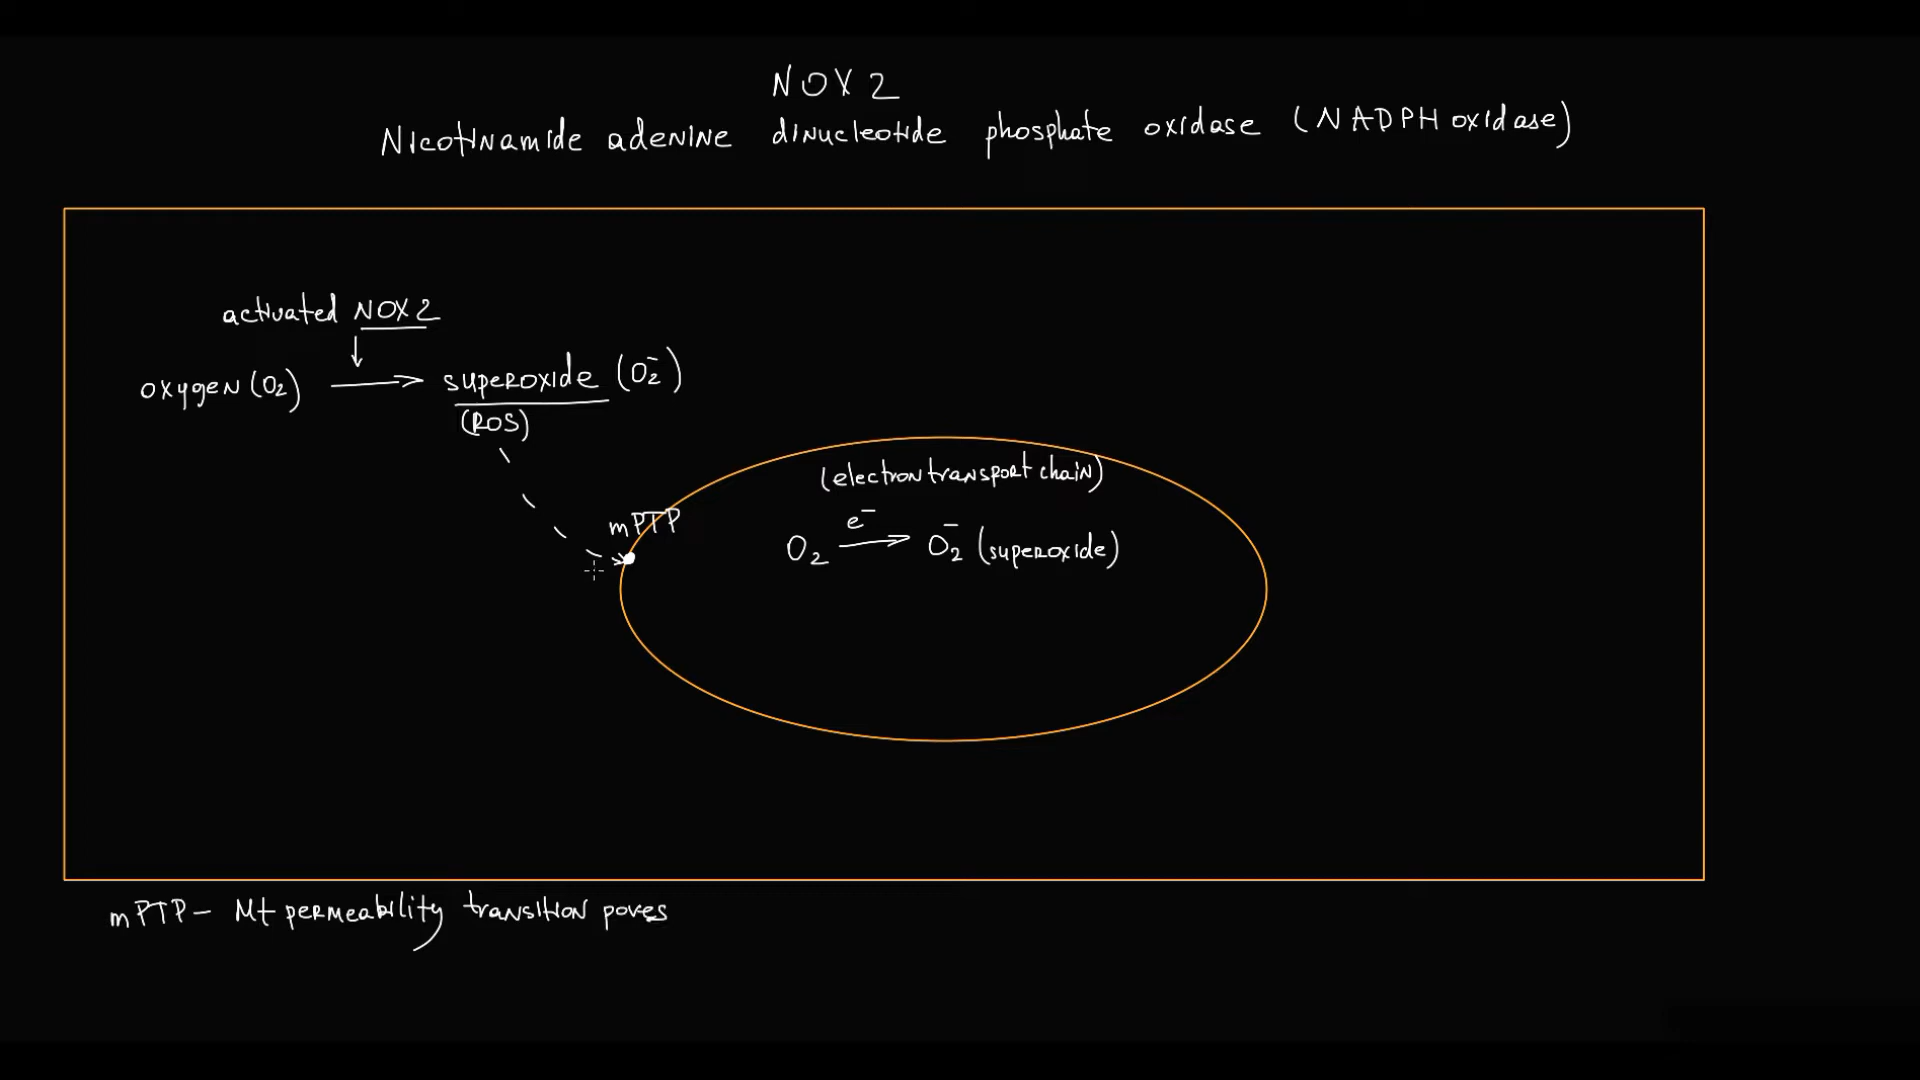 NOX2
Nicotinamide adenine dinucleotide phosphate oxidase (NADPH oxidase)
activated NOX2
oxygen (O2) → superoxide (O2⁻)
(ROS)
(electron transport chain)
mPTP
e⁻
O2 → O2⁻ (superoxide)
mPTP - Mt permeability transition pores